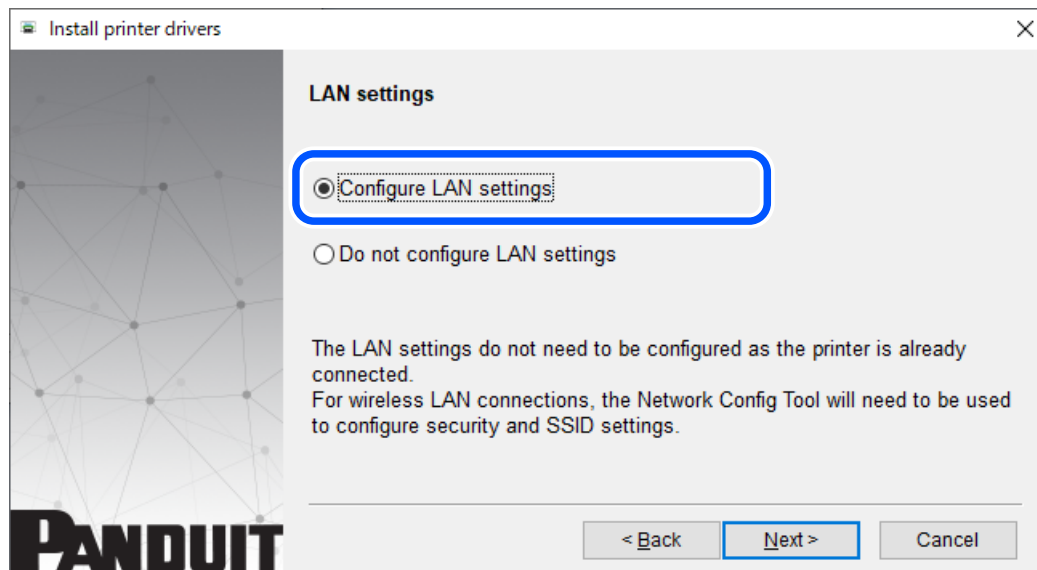 Install printer drivers
LAN settings
Configure LAN settings
Do not configure LAN settings
The LAN settings do not need to be configured as the printer is already
connected.
For wireless LAN connections, the Network Config Tool will need to be used
to configure security and SSID settings.
PANDUIT
< Back
Next >
Cancel